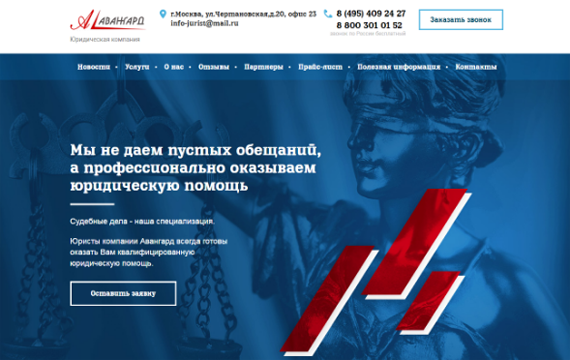 АВАНГАРД
Юридическая компания
г.Москва, ул.Чертановская,д.20, офис 23
info-jurist@mail.ru
8 (495) 409 24 27
8 800 301 01 52
звонок по России бесплатный
Заказать звонок
Новости • Услуги • О нас • Отзывы • Партнеры • Прайс-лист • Полезная информация • Контакты
Мы не даем пустых обещаний,
а профессионально оказываем
юридическую помощь
Судебные дела - наша специализация.
Юристы компании Авангард всегда готовы
оказать Вам квалифицированную
юридическую помощь.
Оставить заявку